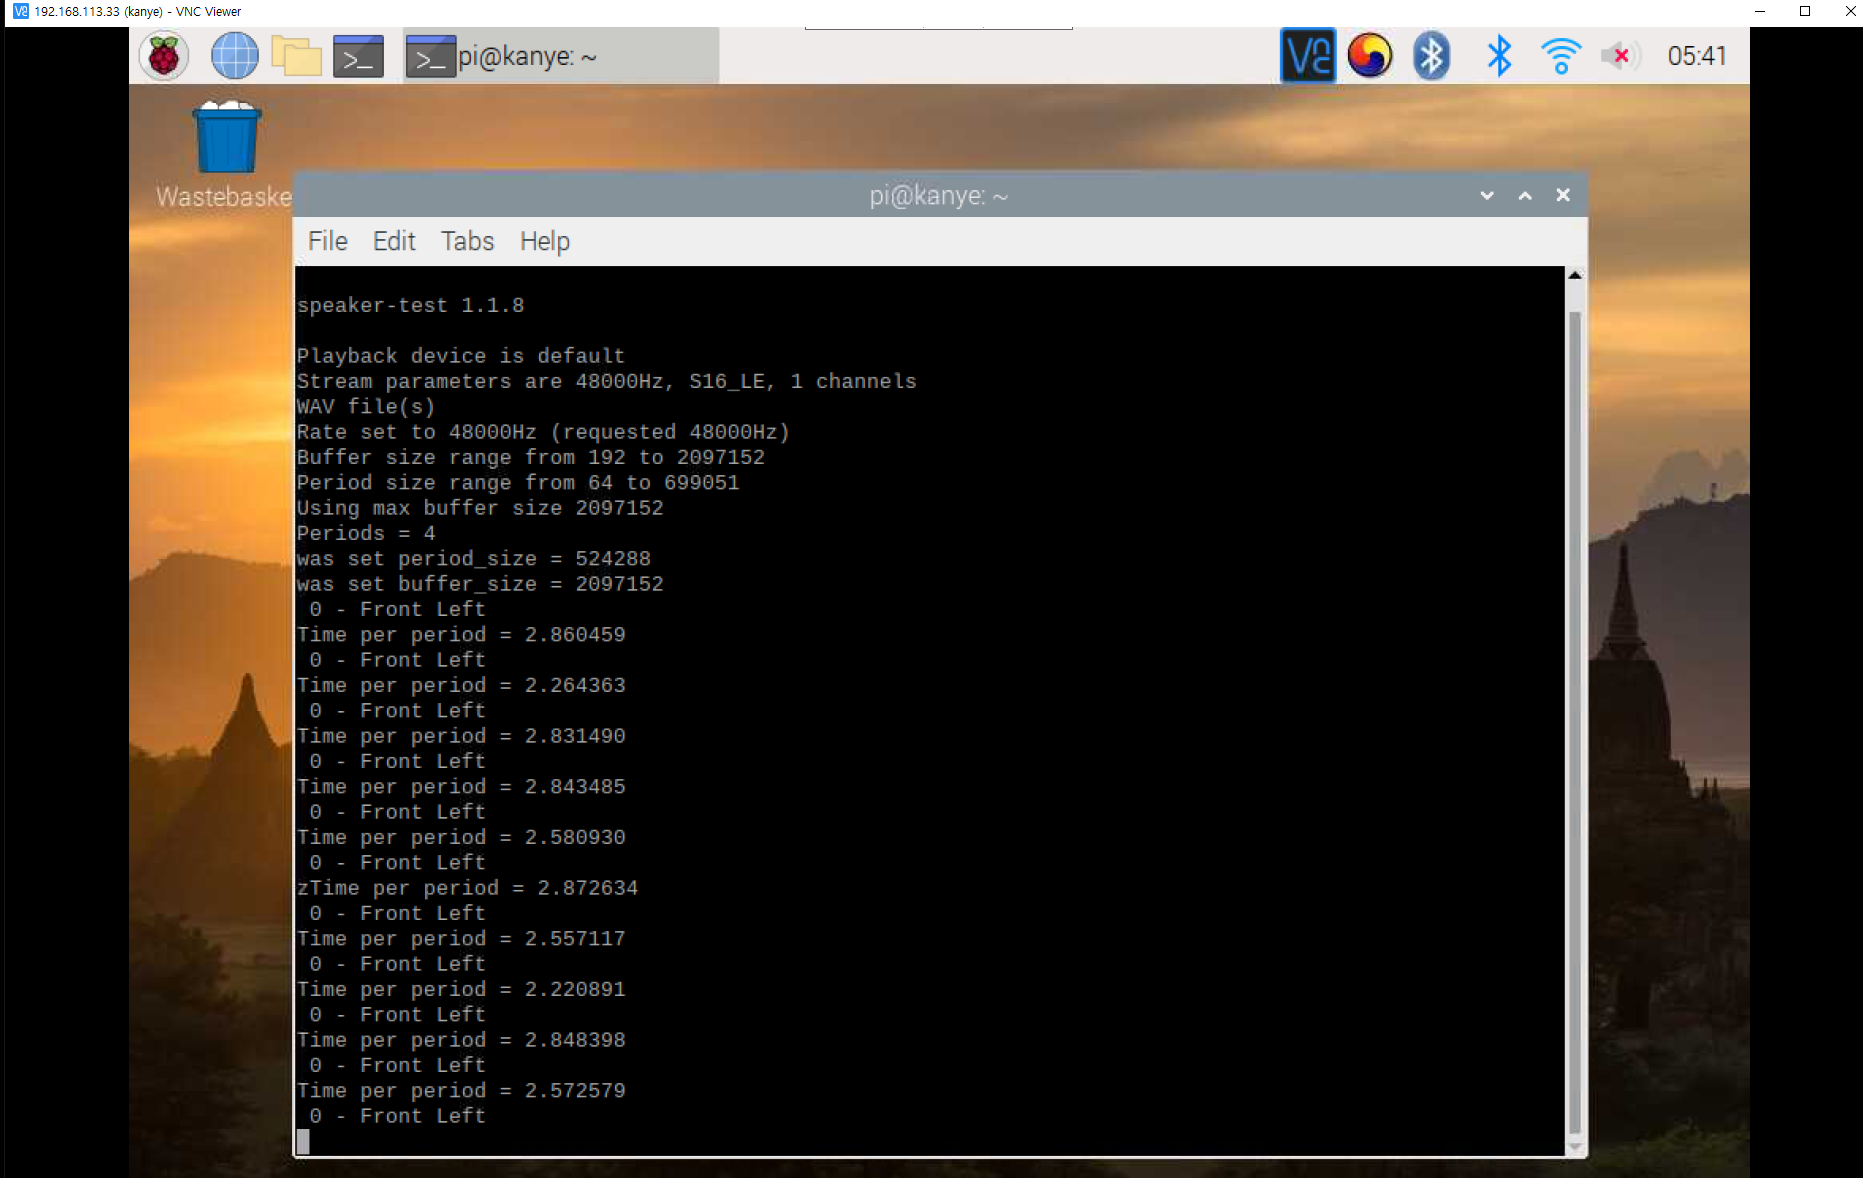 192.168.113.33 (kanye) - VNC Viewer
pi@kanye: ~
05:41
Wastebaske
pi@kanye: ~
File Edit Tabs Help
speaker-test 1.1.8
Playback device is default
Stream parameters are 48000Hz, S16_LE, 1 channels
WAV file(s)
Rate set to 48000Hz (requested 48000Hz)
Buffer size range from 192 to 2097152
Period size range from 64 to 699051
Using max buffer size 2097152
Periods = 4
was set period_size = 524288
was set buffer_size = 2097152
0 - Front Left
Time per period = 2.860459
0 - Front Left
Time per period = 2.264363
0 - Front Left
Time per period = 2.831490
0 - Front Left
Time per period = 2.843485
0 - Front Left
Time per period = 2.580930
0 - Front Left
zTime per period = 2.872634
0 - Front Left
Time per period = 2.557117
0 - Front Left
Time per period = 2.220891
0 - Front Left
Time per period = 2.848398
0 - Front Left
Time per period = 2.572579
0 - Front Left